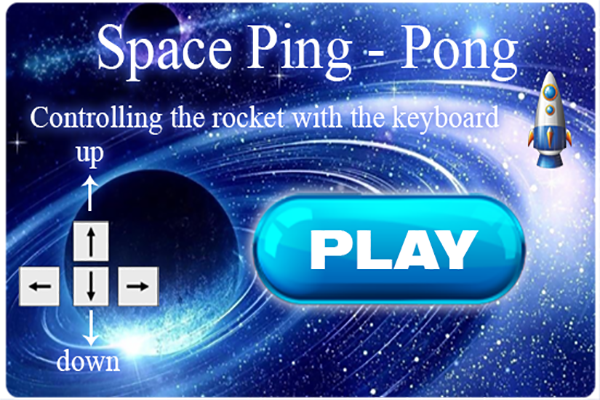 Space Ping - Pong
Controlling the rocket with the keyboard
up
PLAY
down